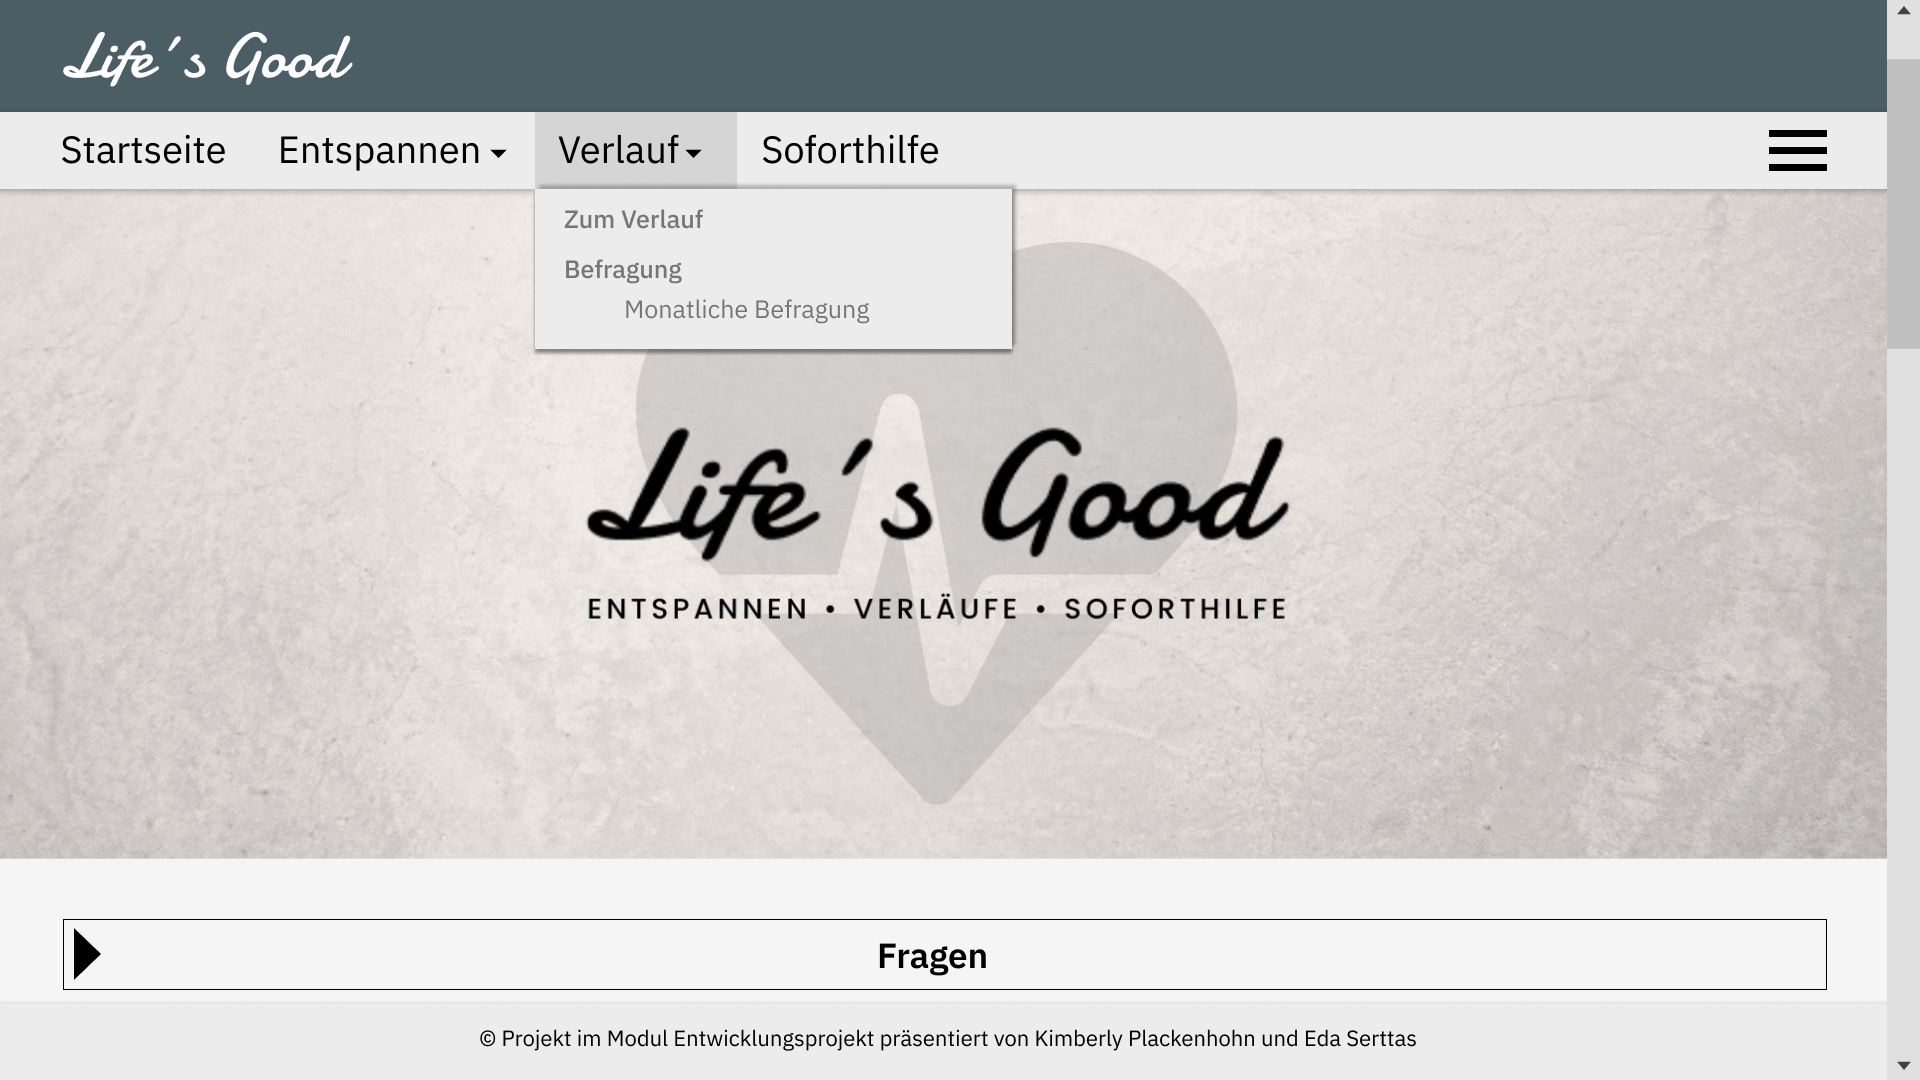 Life´s Good
Startseite Entspannen Verlauf Soforthilfe
Zum Verlauf
Befragung
Monatliche Befragung
Life´s Good
ENTSPANNEN • VERLÄUFE • SOFORTHILFE
Fragen
© Projekt im Modul Entwicklungsprojekt präsentiert von Kimberly Plackenhohn und Eda Serttas